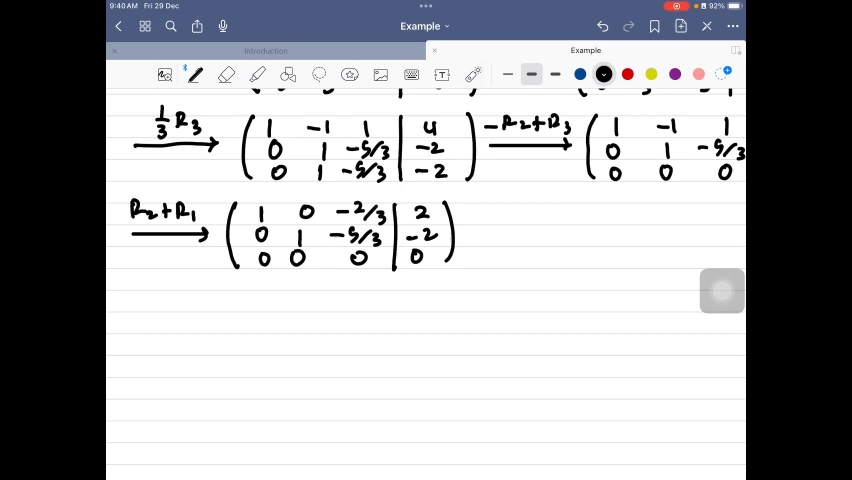 9:40 AM Fri 29 Dec
92%
Example
Introduction
Example
1/3 R₃ → ( 1 -1 1 | 4 ) -R₂+R₃ → ( 1 -1 1
0 1 -5/3 | -2 0 1 -5/3
0 1 -5/3 | -2 0 0 0
R₂+R₁ → ( 1 0 -2/3 | 2 )
0 1 -5/3 | -2
0 0 0 | 0